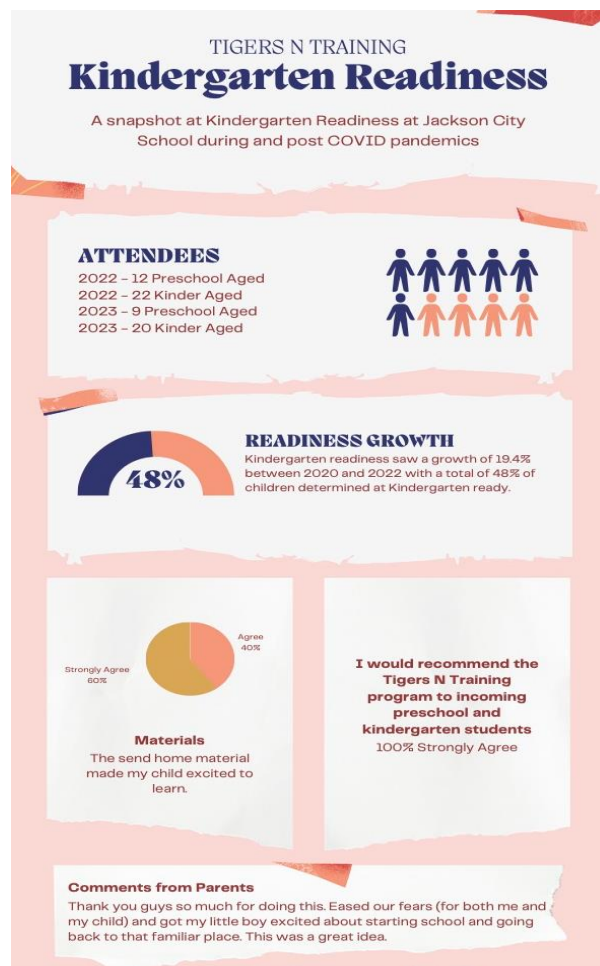 TIGERS N TRAINING
Kindergarten Readiness
A snapshot at Kindergarten Readiness at Jackson City
School during and post COVID pandemics
ATTENDEES
2022 – 12 Preschool Aged
2022 – 22 Kinder Aged
2023 – 9 Preschool Aged
2023 – 20 Kinder Aged
48%
READINESS GROWTH
Kindergarten readiness saw a growth of 19.4%
between 2020 and 2022 with a total of 48% of
children determined at Kindergarten ready.
Agree
40%
Strongly Agree
60%
Materials
The send home material
made my child excited to
learn.
I would recommend the
Tigers N Training
program to incoming
preschool and
kindergarten students
100% Strongly Agree
Comments from Parents
Thank you guys so much for doing this. Eased our fears (for both me and
my child) and got my little boy excited about starting school and going
back to that familiar place. This was a great idea.